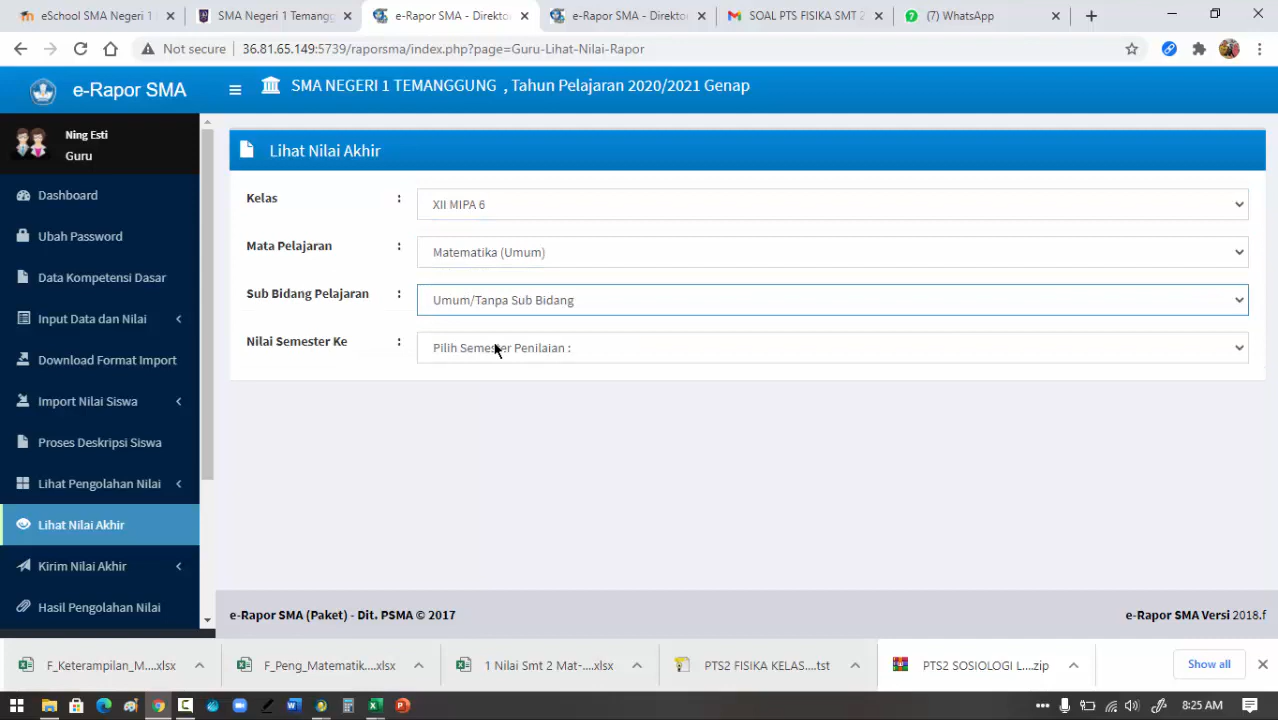 eSchool SMA Negeri 1
SMA Negeri 1 Temangg
e-Rapor SMA - Direkto
e-Rapor SMA - Direkto
SOAL PTS FISIKA SMT 2
(7) WhatsApp
Not secure
36.81.65.149:5739/raporsma/index.php?page=Guru-Lihat-Nilai-Rapor
e-Rapor SMA
SMA NEGERI 1 TEMANGGUNG , Tahun Pelajaran 2020/2021 Genap
Ning Esti
Guru
Dashboard
Ubah Password
Data Kompetensi Dasar
Input Data dan Nilai
Download Format Import
Import Nilai Siswa
Proses Deskripsi Siswa
Lihat Pengolahan Nilai
Lihat Nilai Akhir
Kirim Nilai Akhir
Hasil Pengolahan Nilai
Lihat Nilai Akhir
Kelas : XII MIPA 6
Mata Pelajaran : Matematika (Umum)
Sub Bidang Pelajaran : Umum/Tanpa Sub Bidang
Nilai Semester Ke : Pilih Semester Penilaian :
e-Rapor SMA (Paket) - Dit. PSMA © 2017
e-Rapor SMA Versi 2018.f
F_Keterampilan_M....xlsx
F_Peng_Matematik....xlsx
1 Nilai Smt 2 Mat-....xlsx
PTS2 FISIKA KELAS....tst
PTS2 SOSIOLOGI L....zip
Show all
8:25 AM